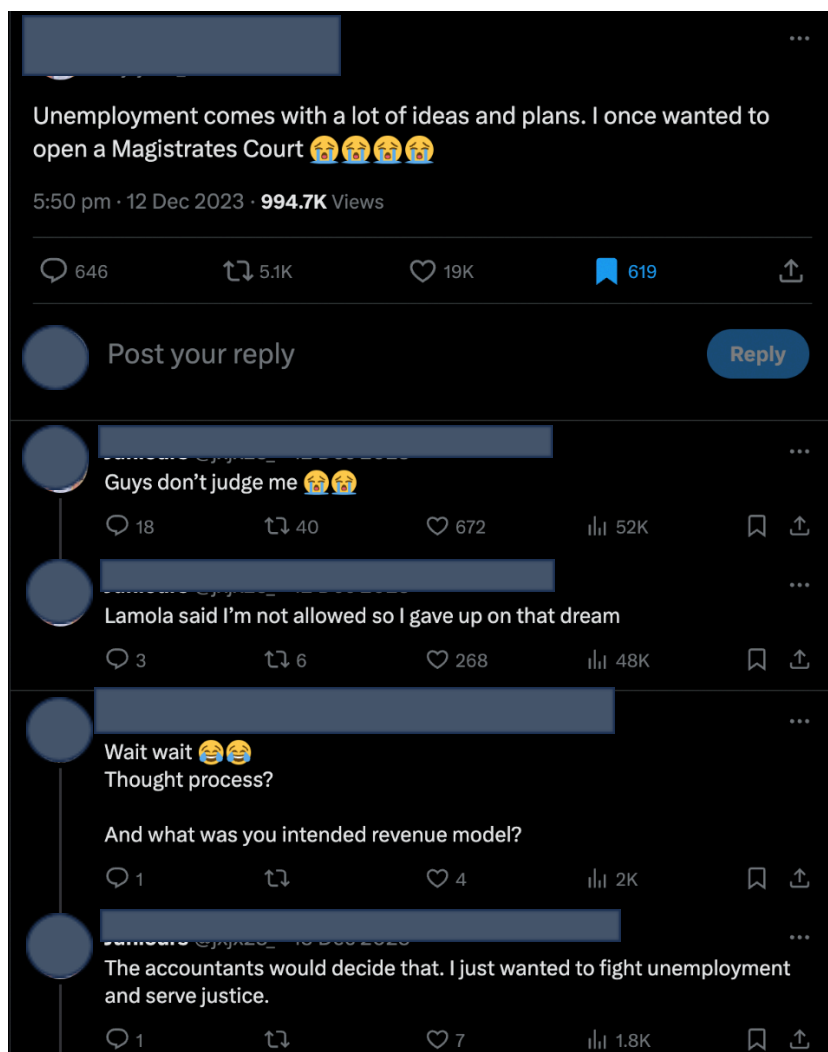 Unemployment comes with a lot of ideas and plans. I once wanted to
open a Magistrates Court 😭😭😭😭
5:50 pm · 12 Dec 2023 · 994.7K Views
646 5.1K 19K 619
Post your reply Reply
Guys don’t judge me 😭😭
18 40 672 52K
Lamola said I’m not allowed so I gave up on that dream
3 6 268 48K
Wait wait 😂😂
Thought process?
And what was you intended revenue model?
1 4 2K
The accountants would decide that. I just wanted to fight unemployment
and serve justice.
1 7 1.8K